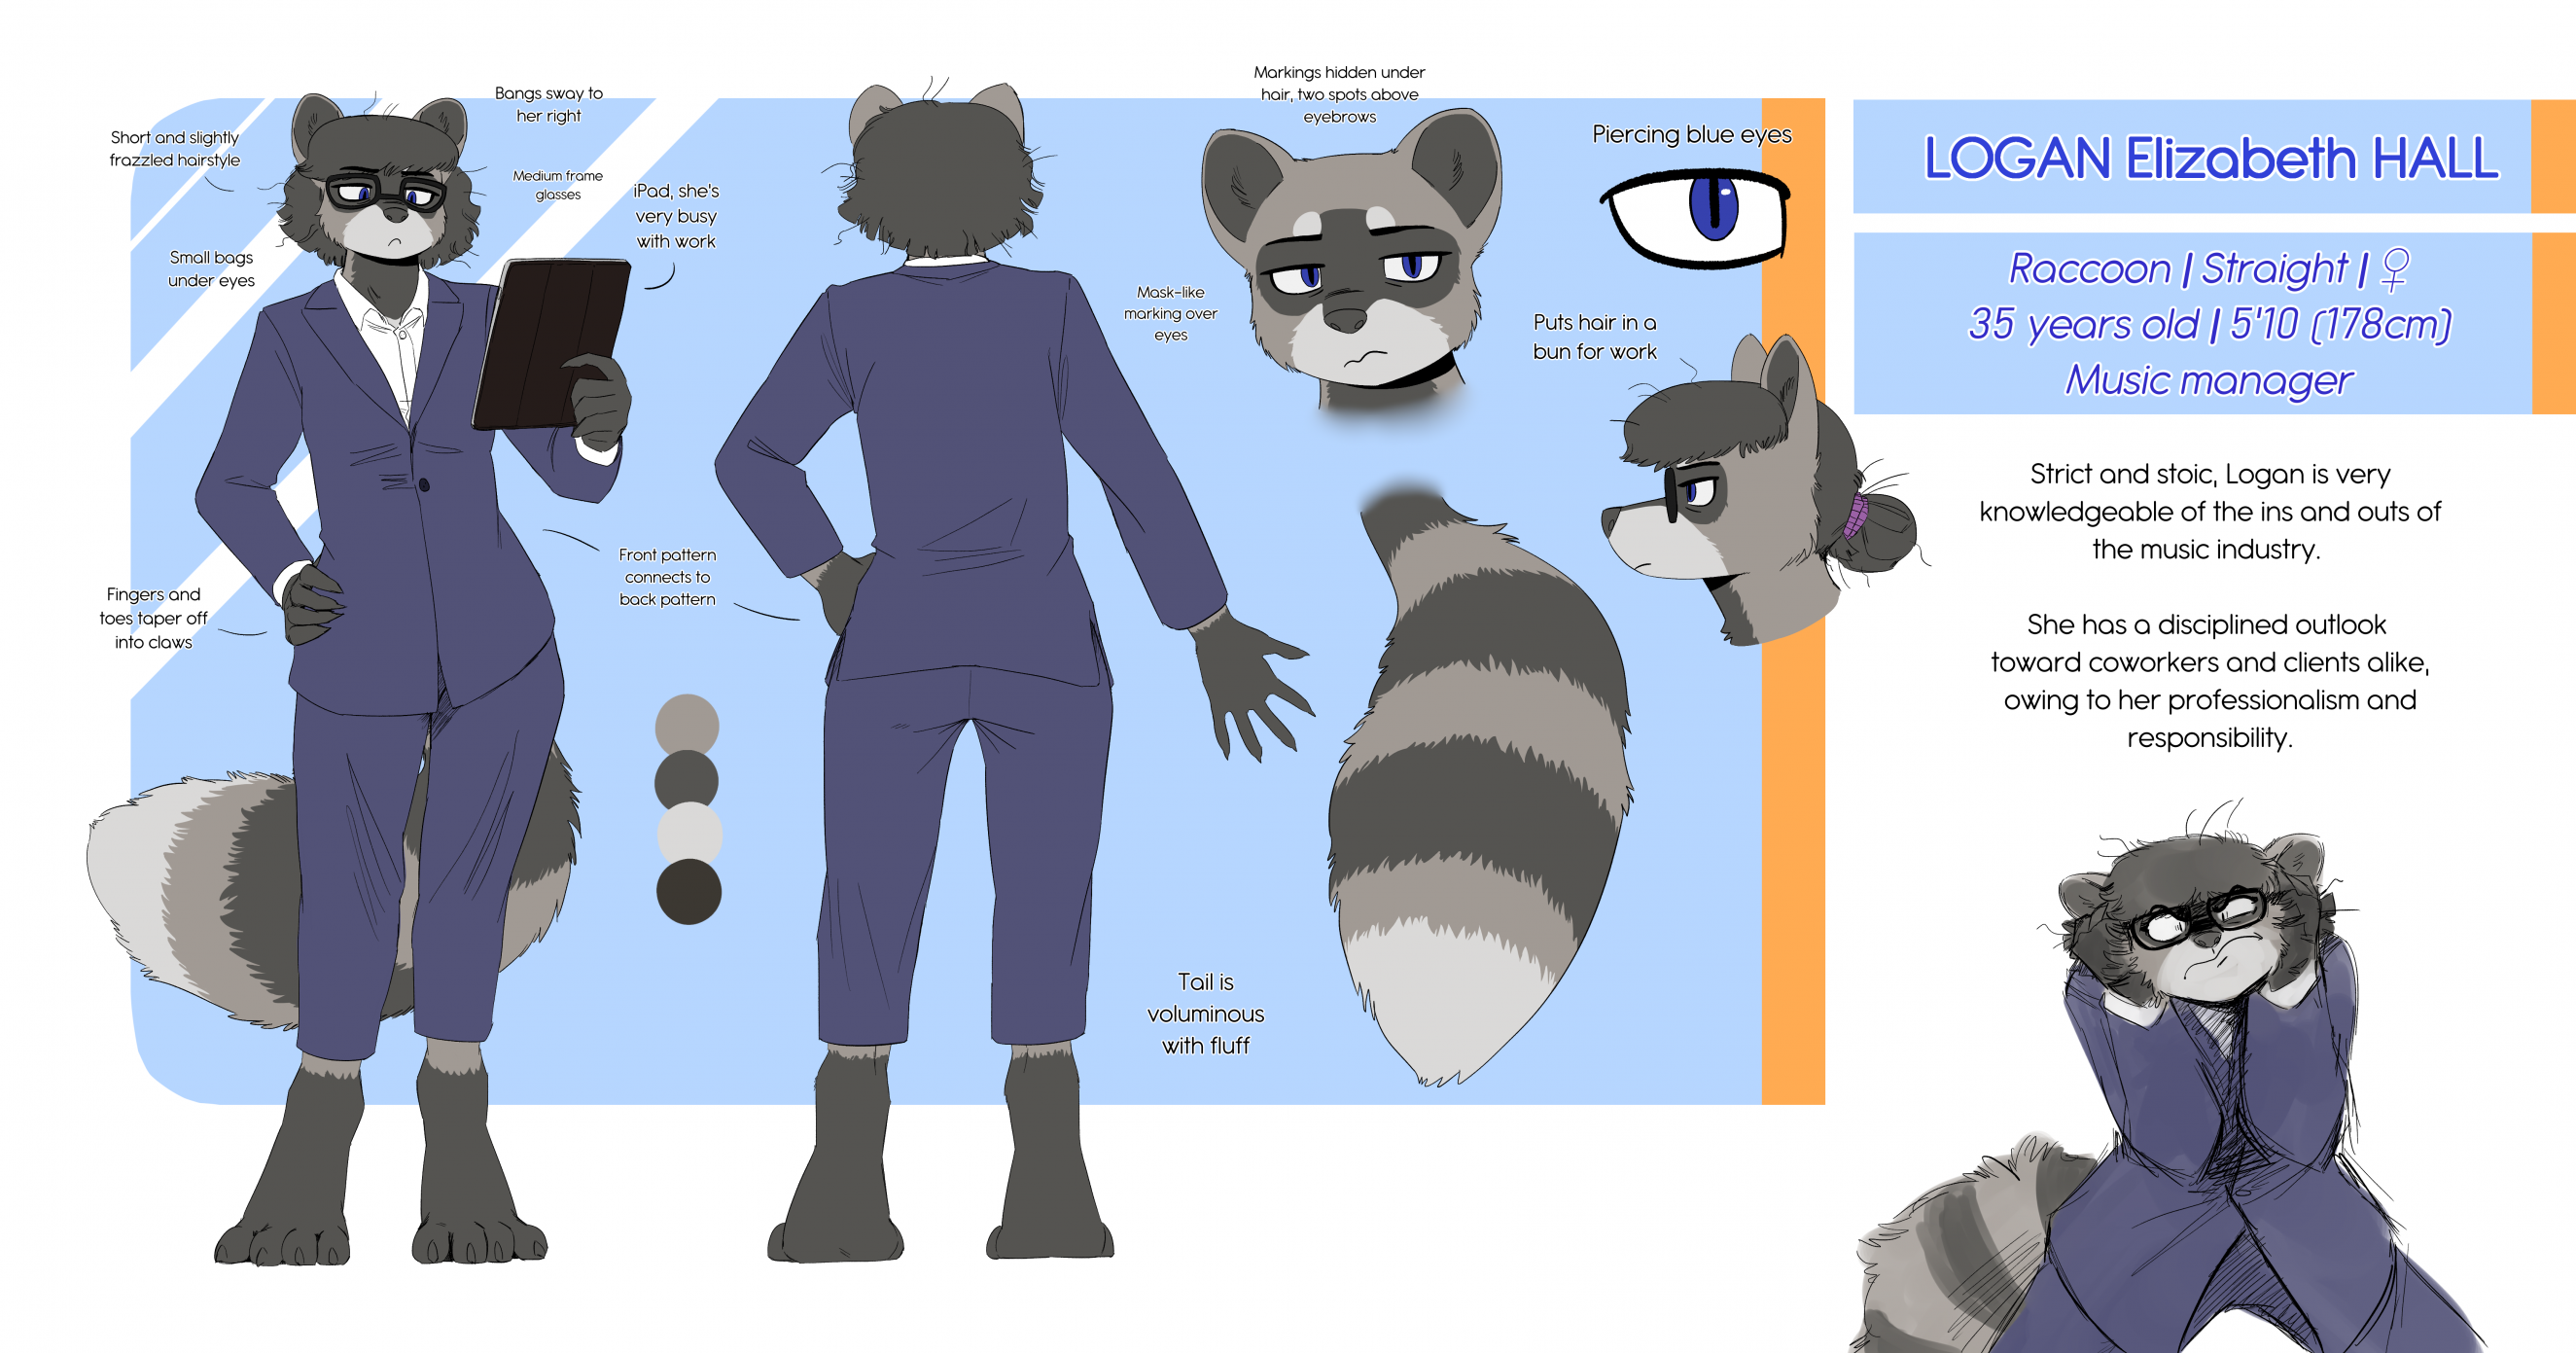 Short and slightly
frazzled hairstyle
Bangs sway to
her right
Medium frame
glasses
iPad, she's
very busy
with work
Small bags
under eyes
Front pattern
connects to
back pattern
Fingers and
toes taper off
into claws
Markings hidden under
hair, two spots above
eyebrows
Mask-like
marking over
eyes
Piercing blue eyes
Puts hair in a
bun for work
Tail is
voluminous
with fluff
LOGAN Elizabeth HALL
Raccoon | Straight | ♀
35 years old | 5'10 (178cm)
Music manager
Strict and stoic, Logan is very
knowledgeable of the ins and outs of
the music industry.
She has a disciplined outlook
toward coworkers and clients alike,
owing to her professionalism and
responsibility.